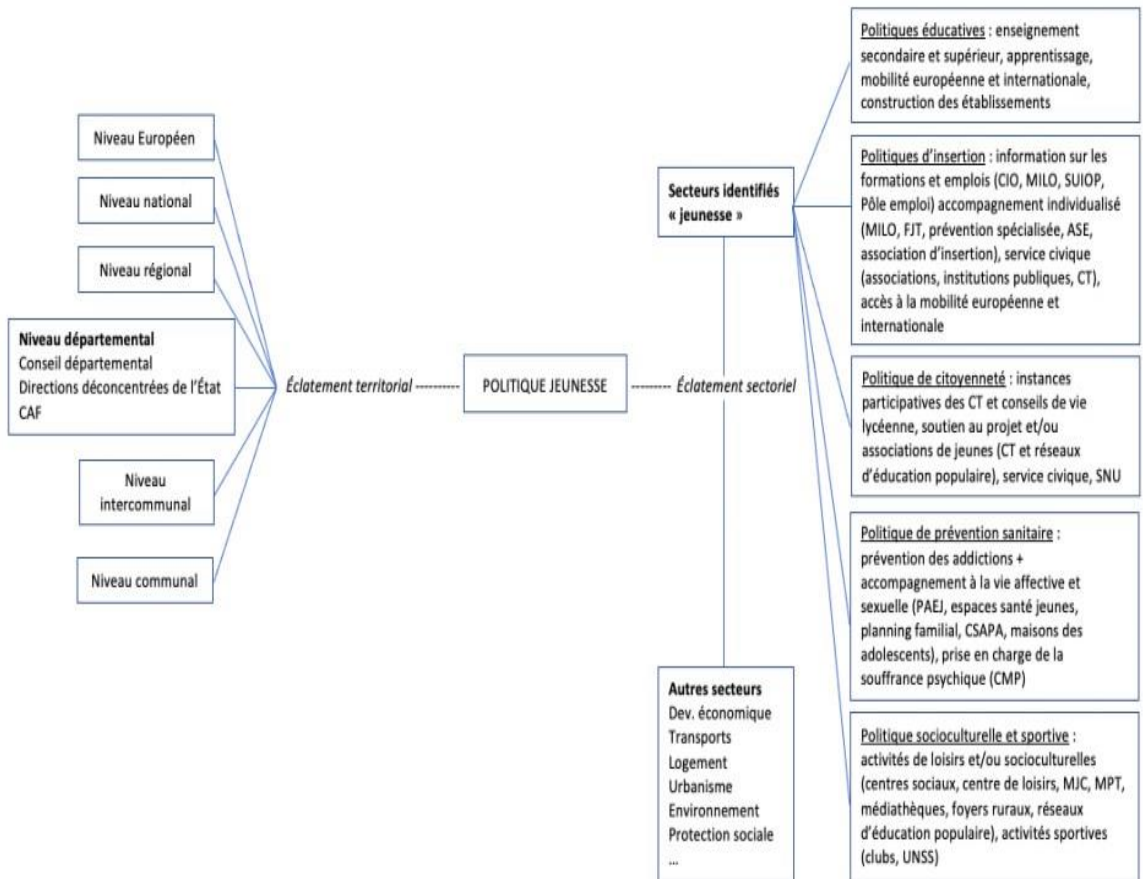 Niveau Européen
Niveau national
Niveau régional
Niveau départemental
Conseil départemental
Directions déconcentrées de l'État
CAF
Niveau
intercommunal
Niveau communal
Éclatement territorial ----------
POLITIQUE JEUNESSE
--------- Éclatement sectoriel
Secteurs identifiés
« jeunesse »
Autres secteurs
Dev. économique
Transports
Logement
Urbanisme
Environnement
Protection sociale
...
Politiques éducatives : enseignement
secondaire et supérieur, apprentissage,
mobilité européenne et internationale,
construction des établissements
Politiques d'insertion : information sur les
formations et emplois (CIO, MILO, SUIOP,
Pôle emploi) accompagnement individualisé
(MILO, FJT, prévention spécialisée, ASE,
association d'insertion), service civique
(associations, institutions publiques, CT),
accès à la mobilité européenne et
internationale
Politique de citoyenneté : instances
participatives des CT et conseils de vie
lycéenne, soutien au projet et/ou
associations de jeunes (CT et réseaux
d'éducation populaire), service civique, SNU
Politique de prévention sanitaire :
prévention des addictions +
accompagnement à la vie affective et
sexuelle (PAEJ, espaces santé jeunes,
planning familial, CSAPA, maisons des
adolescents), prise en charge de la
souffrance psychique (CMP)
Politique socioculturelle et sportive :
activités de loisirs et/ou socioculturelles
(centres sociaux, centre de loisirs, MJC, MPT,
médiathèques, foyers ruraux, réseaux
d'éducation populaire), activités sportives
(clubs, UNSS)